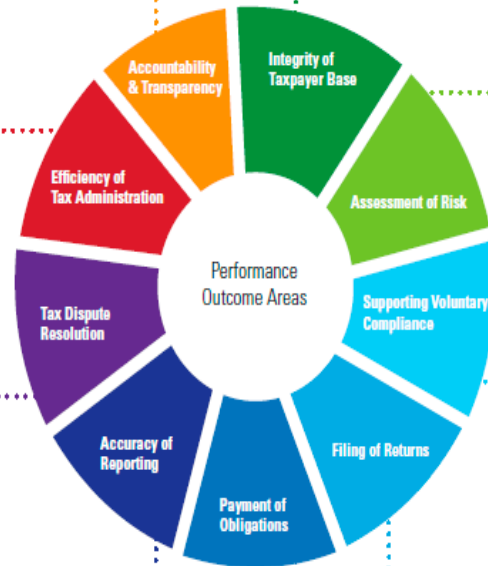 Performance
Outcome Areas
Integrity of
Taxpayer Base
Assessment of Risk
Supporting Voluntary
Compliance
Filing of Returns
Payment of
Obligations
Accuracy of
Reporting
Tax Dispute
Resolution
Efficiency of
Tax Administration
Accountability
& Transparency